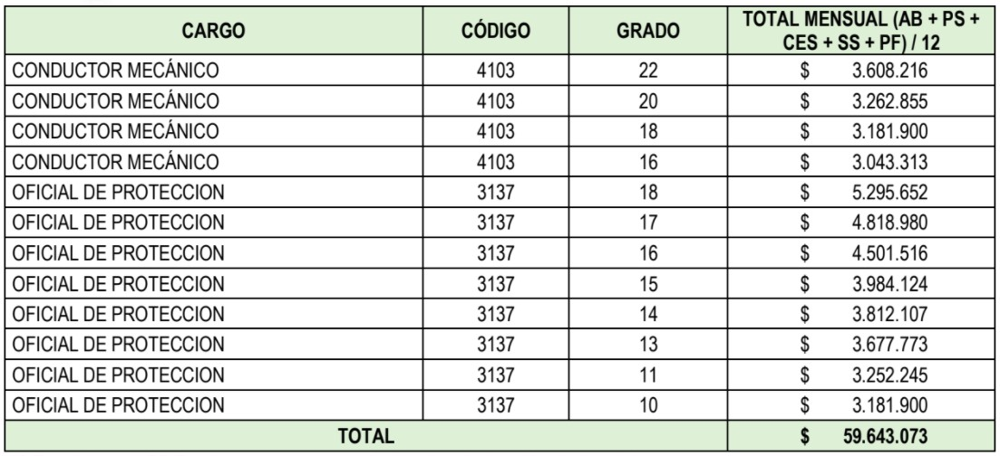 CARGO CÓDIGO GRADO TOTAL MENSUAL (AB + PS + CES + SS + PF) / 12
CONDUCTOR MECÁNICO 4103 22 $ 3.608.216
CONDUCTOR MECÁNICO 4103 20 $ 3.262.855
CONDUCTOR MECÁNICO 4103 18 $ 3.181.900
CONDUCTOR MECÁNICO 4103 16 $ 3.043.313
OFICIAL DE PROTECCION 3137 18 $ 5.295.652
OFICIAL DE PROTECCION 3137 17 $ 4.818.980
OFICIAL DE PROTECCION 3137 16 $ 4.501.516
OFICIAL DE PROTECCION 3137 15 $ 3.984.124
OFICIAL DE PROTECCION 3137 14 $ 3.812.107
OFICIAL DE PROTECCION 3137 13 $ 3.677.773
OFICIAL DE PROTECCION 3137 11 $ 3.252.245
OFICIAL DE PROTECCION 3137 10 $ 3.181.900
TOTAL $ 59.643.073